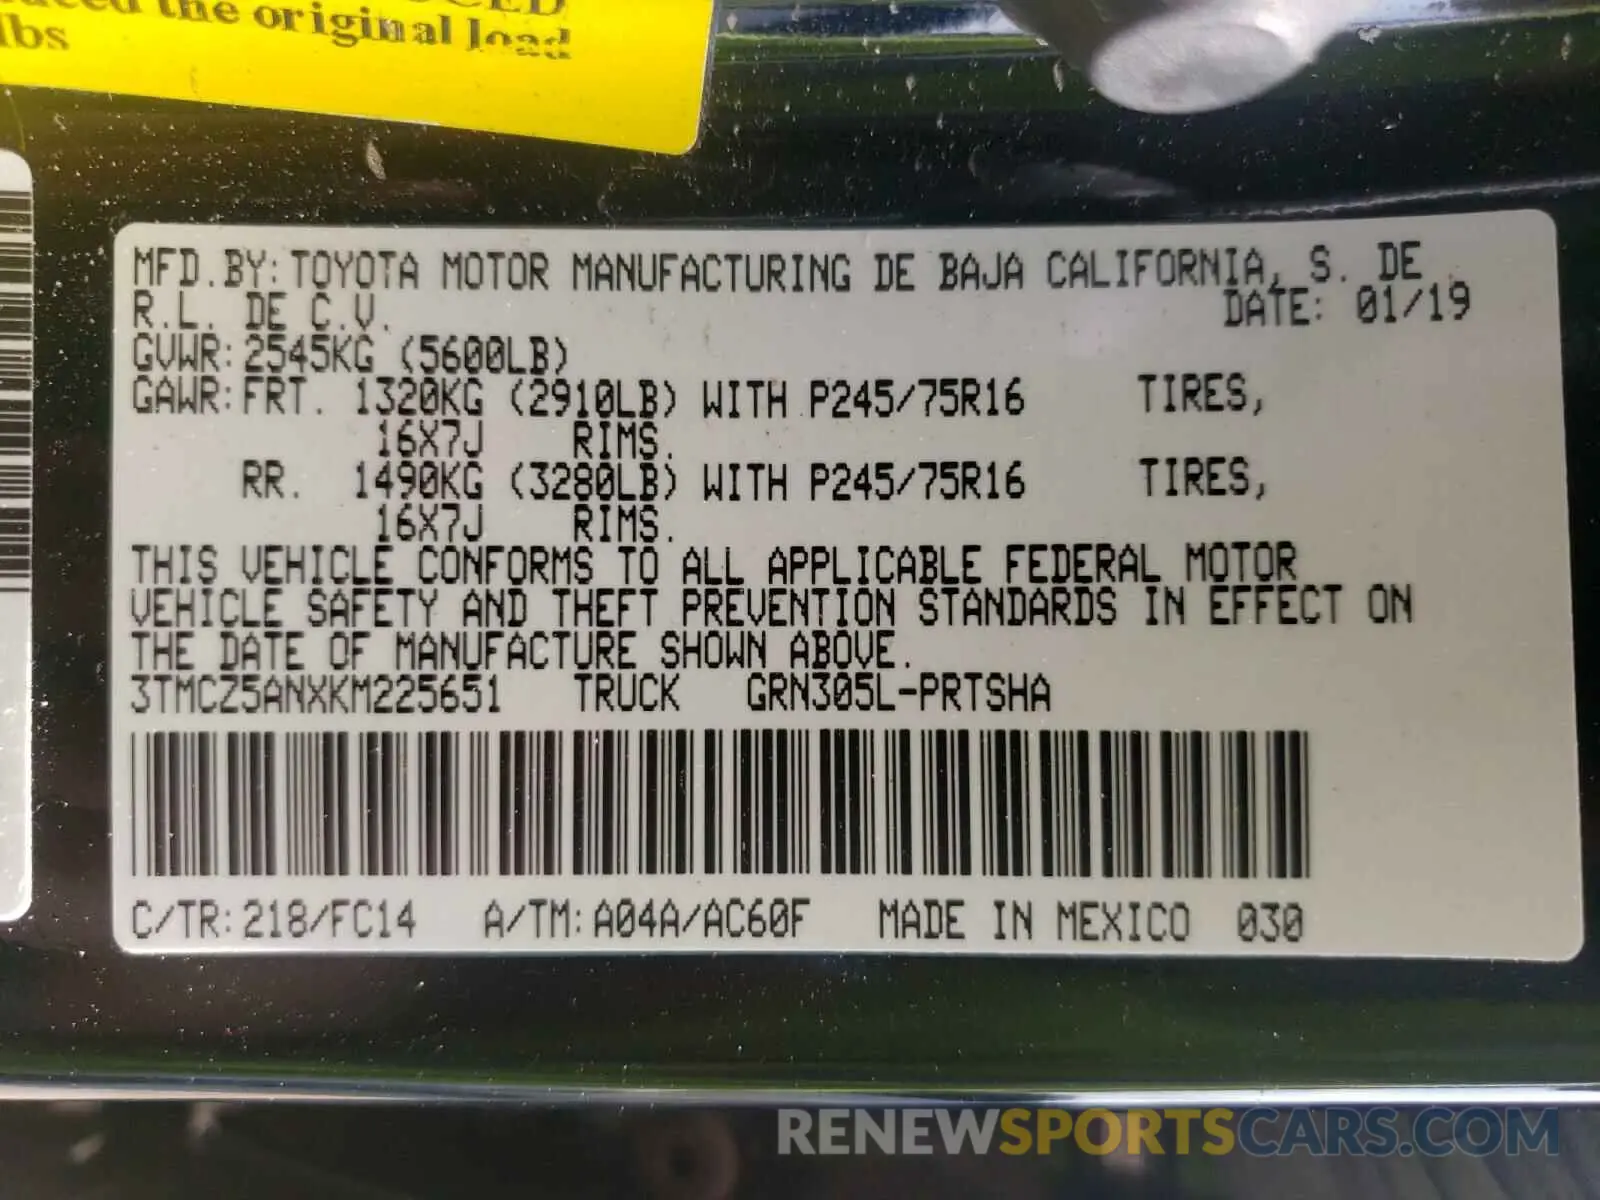 the original load
lbs
MFD.BY:TOYOTA MOTOR MANUFACTURING DE BAJA CALIFORNIA, S. DE
R.L. DE C.V. DATE: 01/19
GVWR:2545KG (5600LB)
GAWR:FRT. 1320KG (2910LB) WITH P245/75R16 TIRES,
16X7J RIMS.
RR. 1490KG (3280LB) WITH P245/75R16 TIRES,
16X7J RIMS.
THIS VEHICLE CONFORMS TO ALL APPLICABLE FEDERAL MOTOR
VEHICLE SAFETY AND THEFT PREVENTION STANDARDS IN EFFECT ON
THE DATE OF MANUFACTURE SHOWN ABOVE.
3TMCZ5ANXKM225651 TRUCK GRN305L-PRTSHA
C/TR:218/FC14 A/TM:A04A/AC60F MADE IN MEXICO 030
RENEWSPORTSCARS.COM